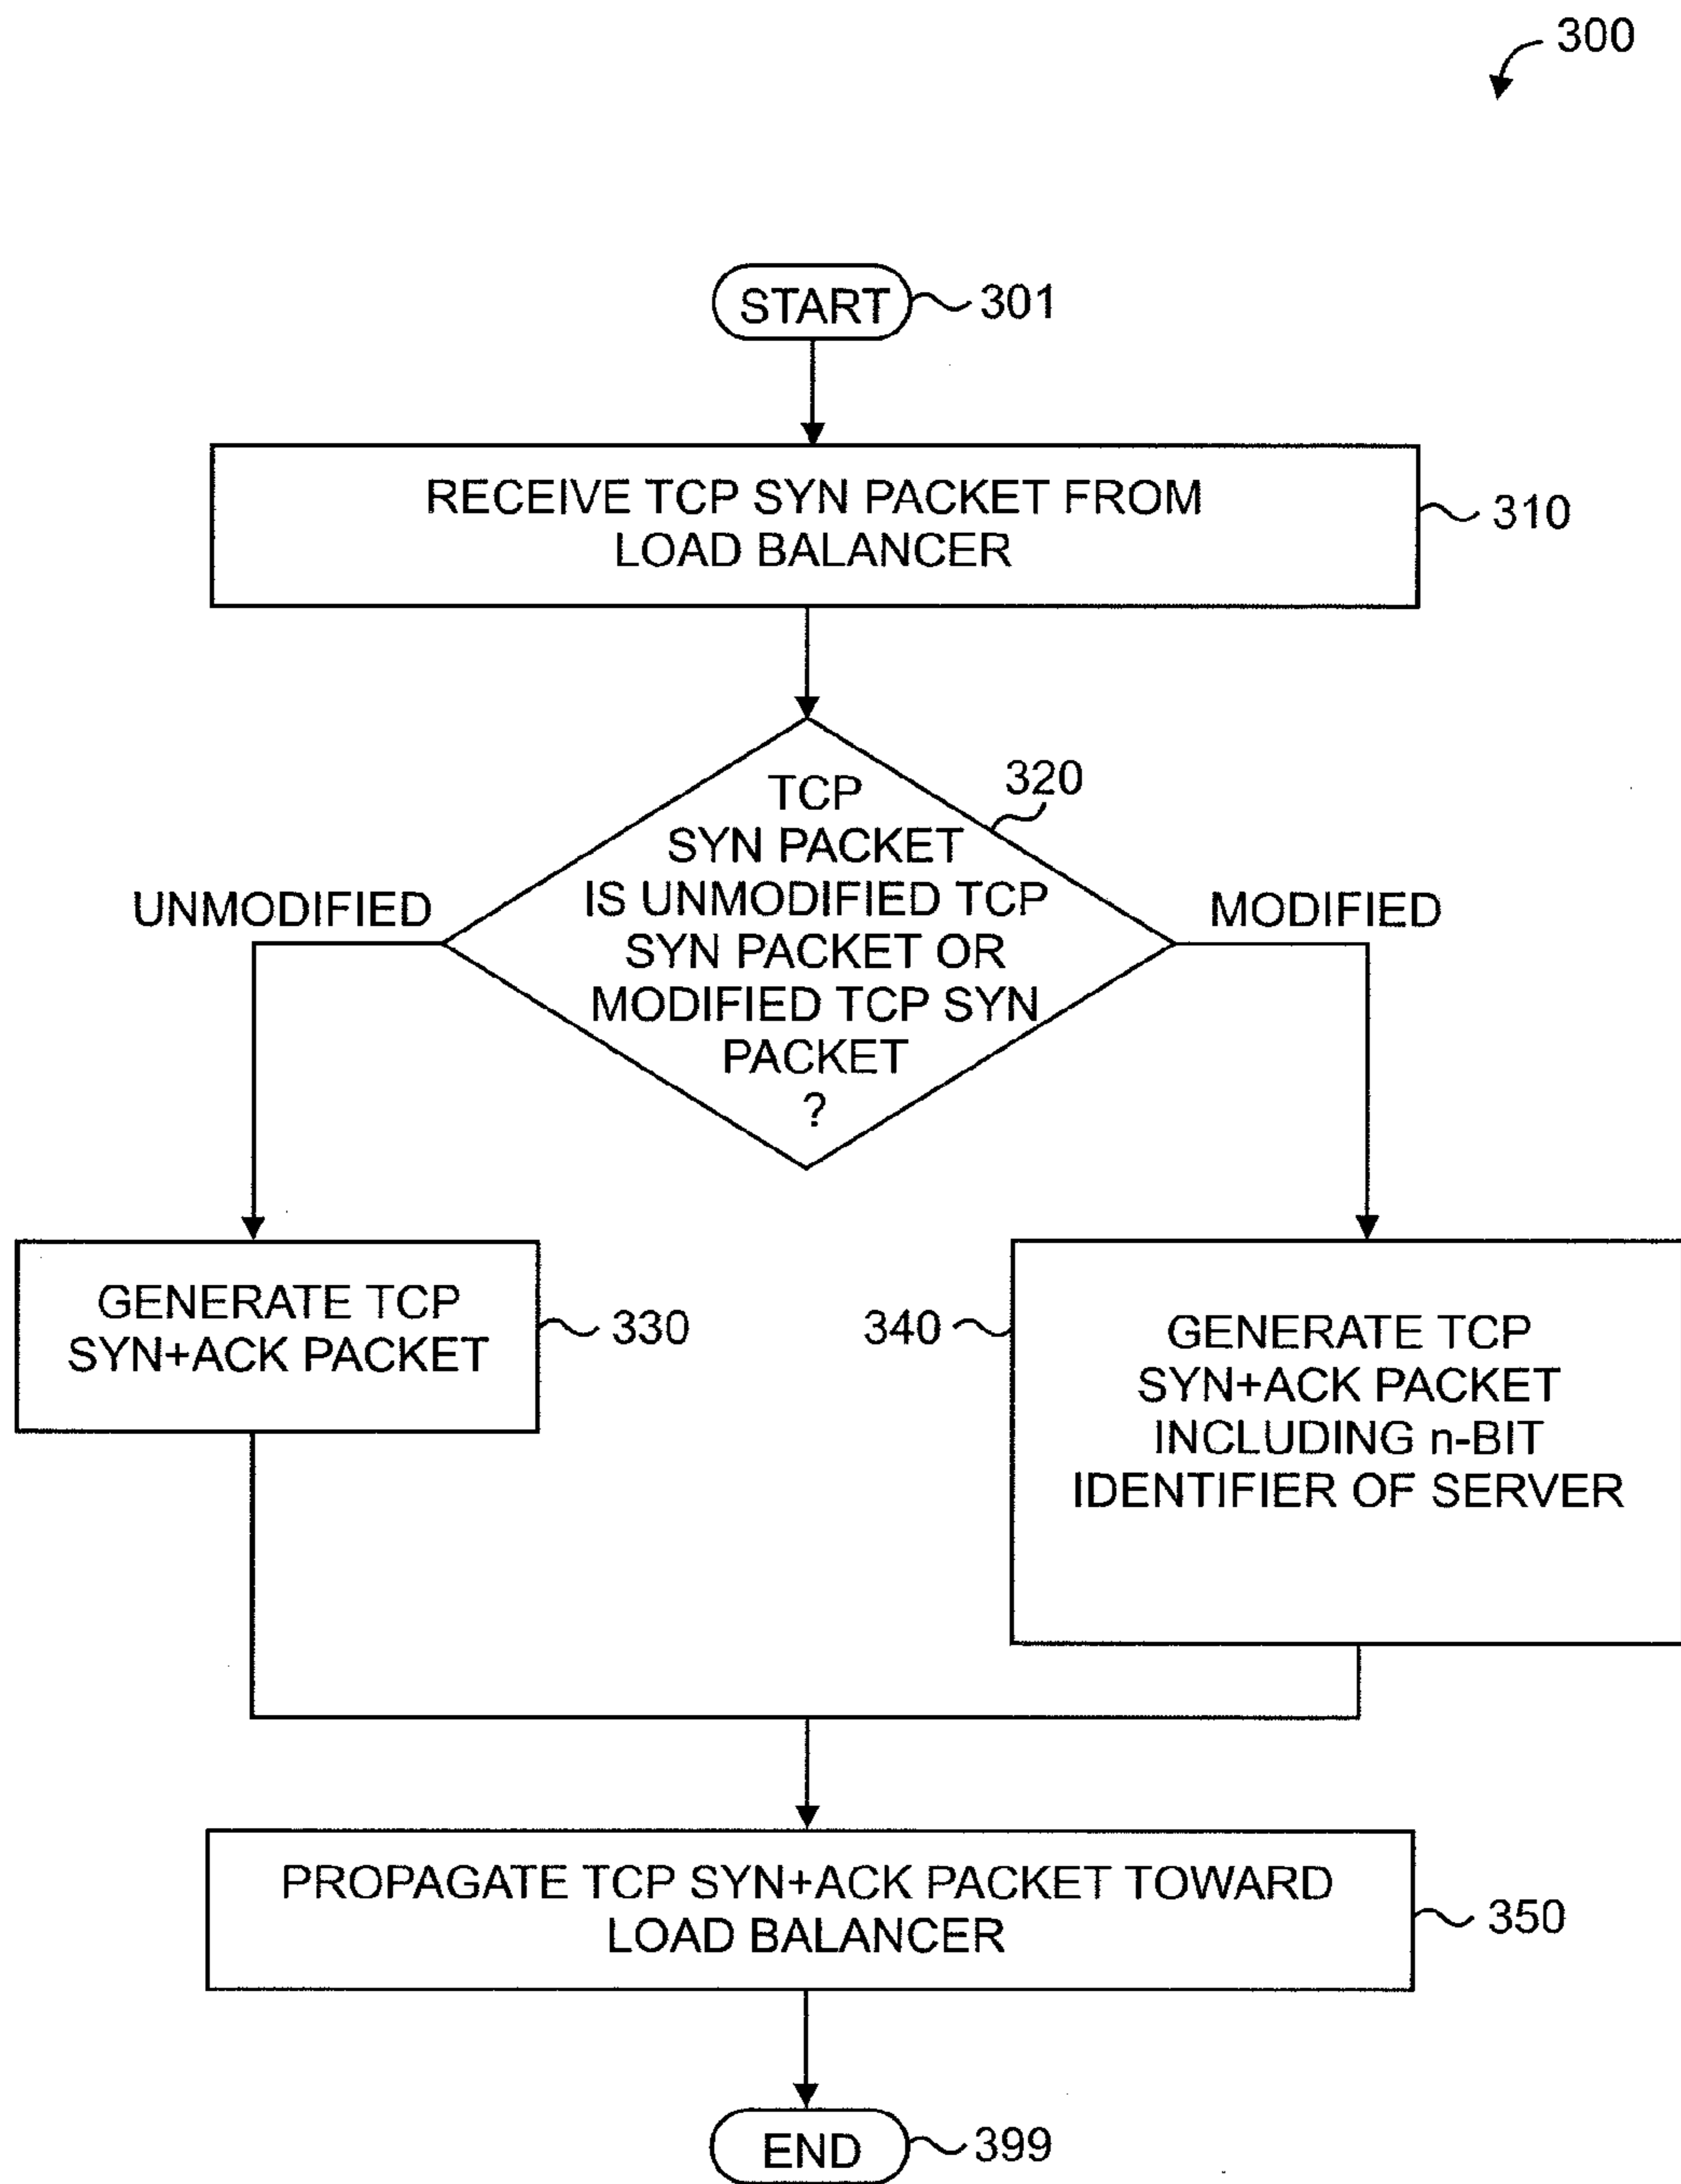 300
START
301
RECEIVE TCP SYN PACKET FROM
LOAD BALANCER
310
320
TCP
SYN PACKET
IS UNMODIFIED TCP
SYN PACKET OR
MODIFIED TCP SYN
PACKET
?
UNMODIFIED
MODIFIED
GENERATE TCP
SYN+ACK PACKET
330
340
GENERATE TCP
SYN+ACK PACKET
INCLUDING n-BIT
IDENTIFIER OF SERVER
PROPAGATE TCP SYN+ACK PACKET TOWARD
LOAD BALANCER
350
END
399